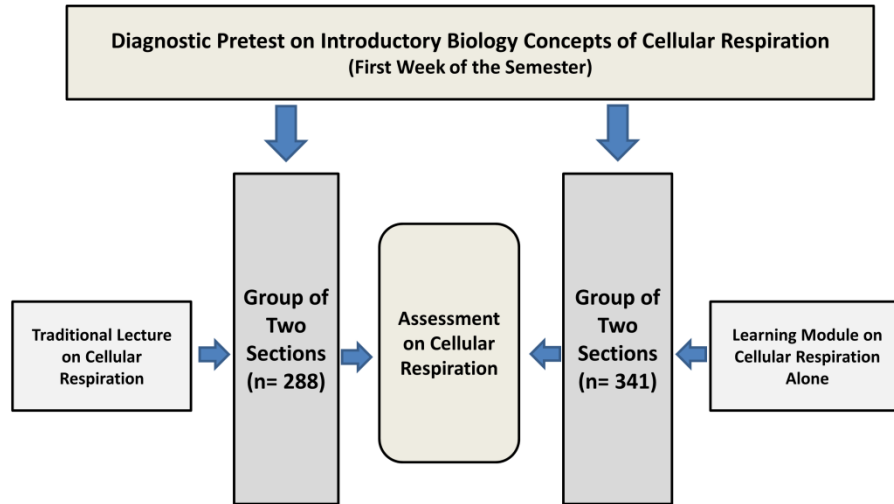 Diagnostic Pretest on Introductory Biology Concepts of Cellular Respiration
(First Week of the Semester)
Traditional Lecture
on Cellular
Respiration
Group of
Two
Sections
(n= 288)
Assessment
on Cellular
Respiration
Group of
Two
Sections
(n= 341)
Learning Module on
Cellular Respiration
Alone